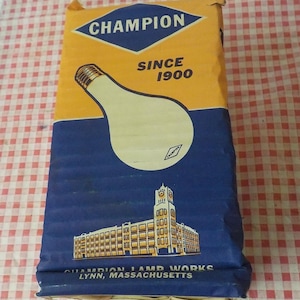 CHAMPION
SINCE
1900
CHAMPION LAMP WORKS
LYNN, MASSACHUSETTS